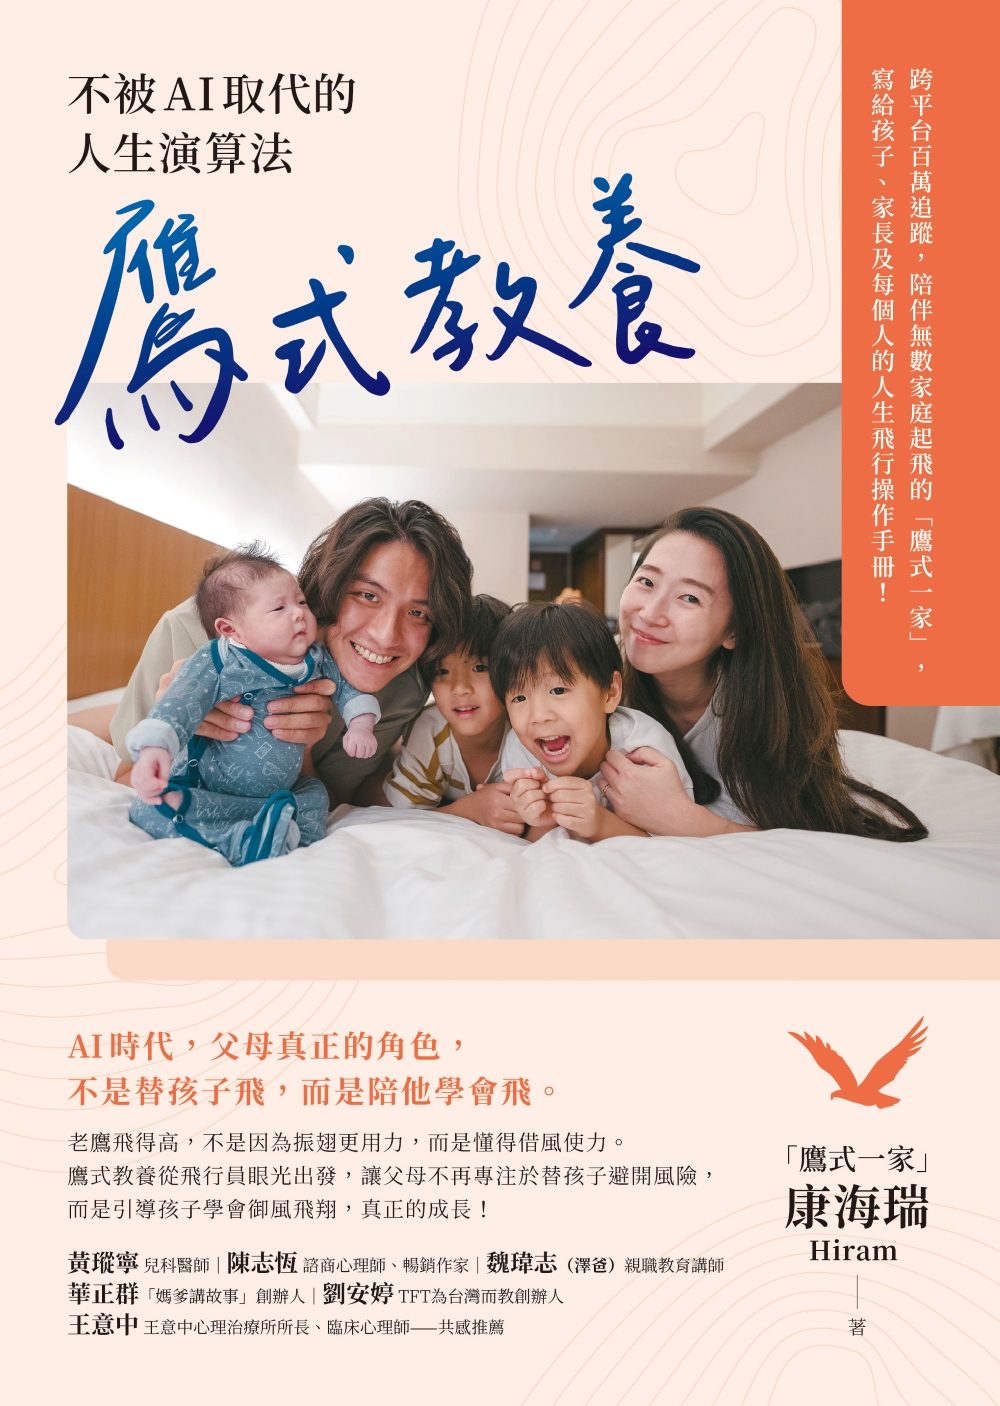 不被AI取代的
人生演算法
鷹式教養
跨平台百萬追蹤，陪伴無數家庭起飛的「鷹式一家」，
寫給孩子、家長及每個人的人生飛行操作手冊！
AI時代，父母真正的角色，
不是替孩子飛，而是陪他學會飛。
老鷹飛得高，不是因為振翅更用力，而是懂得借風使力。
鷹式教養從飛行員眼光出發，讓父母不再專注於替孩子避開風險，
而是引導孩子學會御風飛翔，真正的成長！
黃瑽寧 兒科醫師｜陳志恆 諮商心理師、暢銷作家｜魏瑋志（澤爸）親職教育講師
華正群「媽爹講故事」創辦人｜劉安婷 TFT為台灣而教創辦人
王意中 王意中心理治療所所長、臨床心理師──共感推薦
「鷹式一家」
康海瑞
Hiram
著